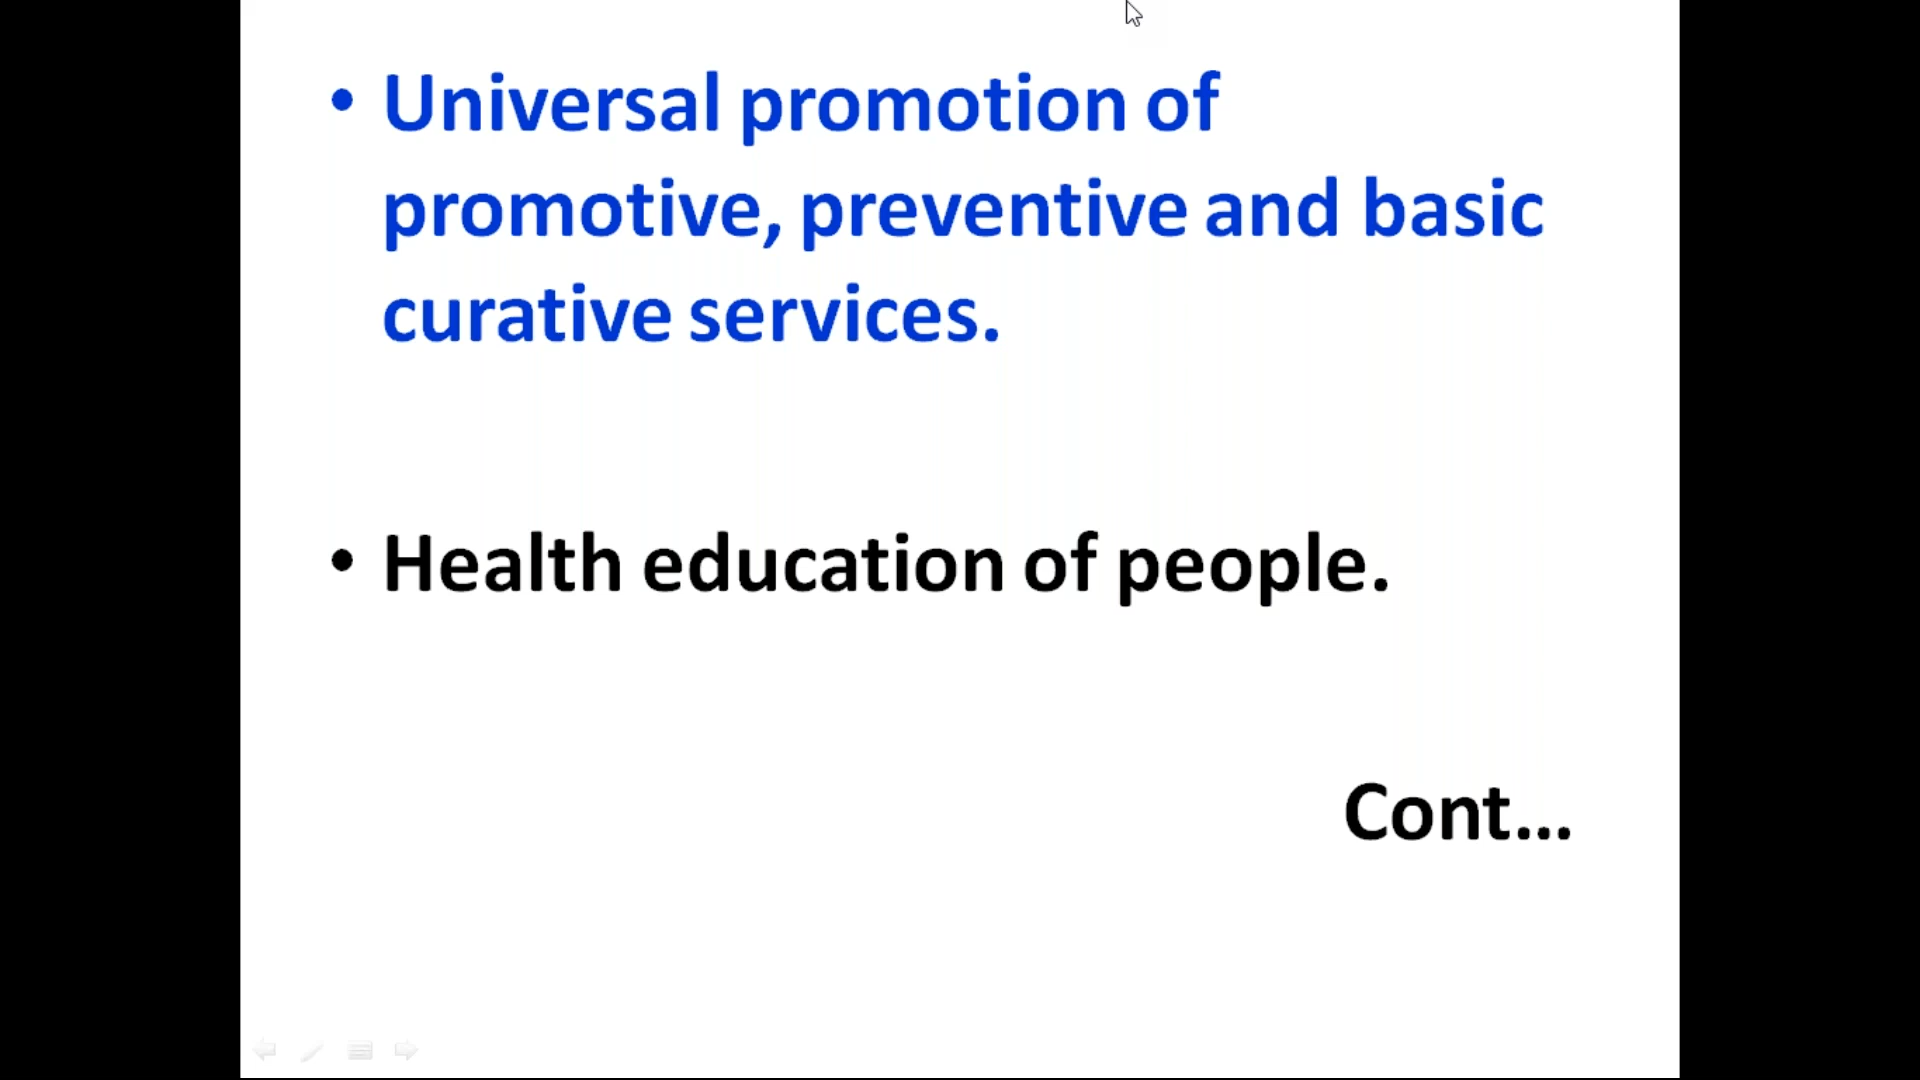 • Universal promotion of
promotive, preventive and basic
curative services.
• Health education of people.
Cont...